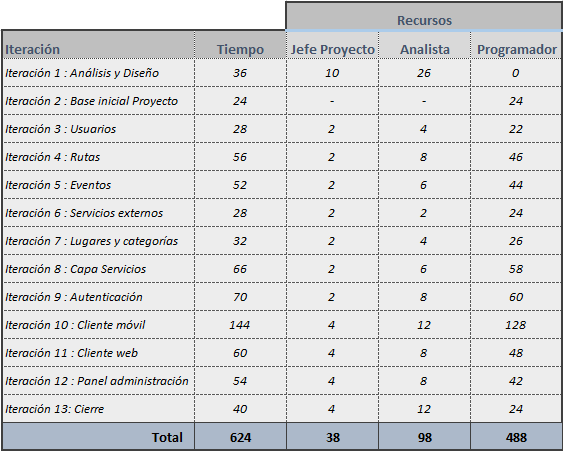 Recursos
Iteración Tiempo Jefe Proyecto Analista Programador
Iteración 1 : Análisis y Diseño 36 10 26 0
Iteración 2 : Base inicial Proyecto 24 - - 24
Iteración 3 : Usuarios 28 2 4 22
Iteración 4 : Rutas 56 2 8 46
Iteración 5 : Eventos 52 2 6 44
Iteración 6 : Servicios externos 28 2 2 24
Iteración 7 : Lugares y categorías 32 2 4 26
Iteración 8 : Capa Servicios 66 2 6 58
Iteración 9 : Autenticación 70 2 8 60
Iteración 10 : Cliente móvil 144 4 12 128
Iteración 11 : Cliente web 60 4 8 48
Iteración 12 : Panel administración 54 4 8 42
Iteración 13: Cierre 40 4 12 24
Total 624 38 98 488